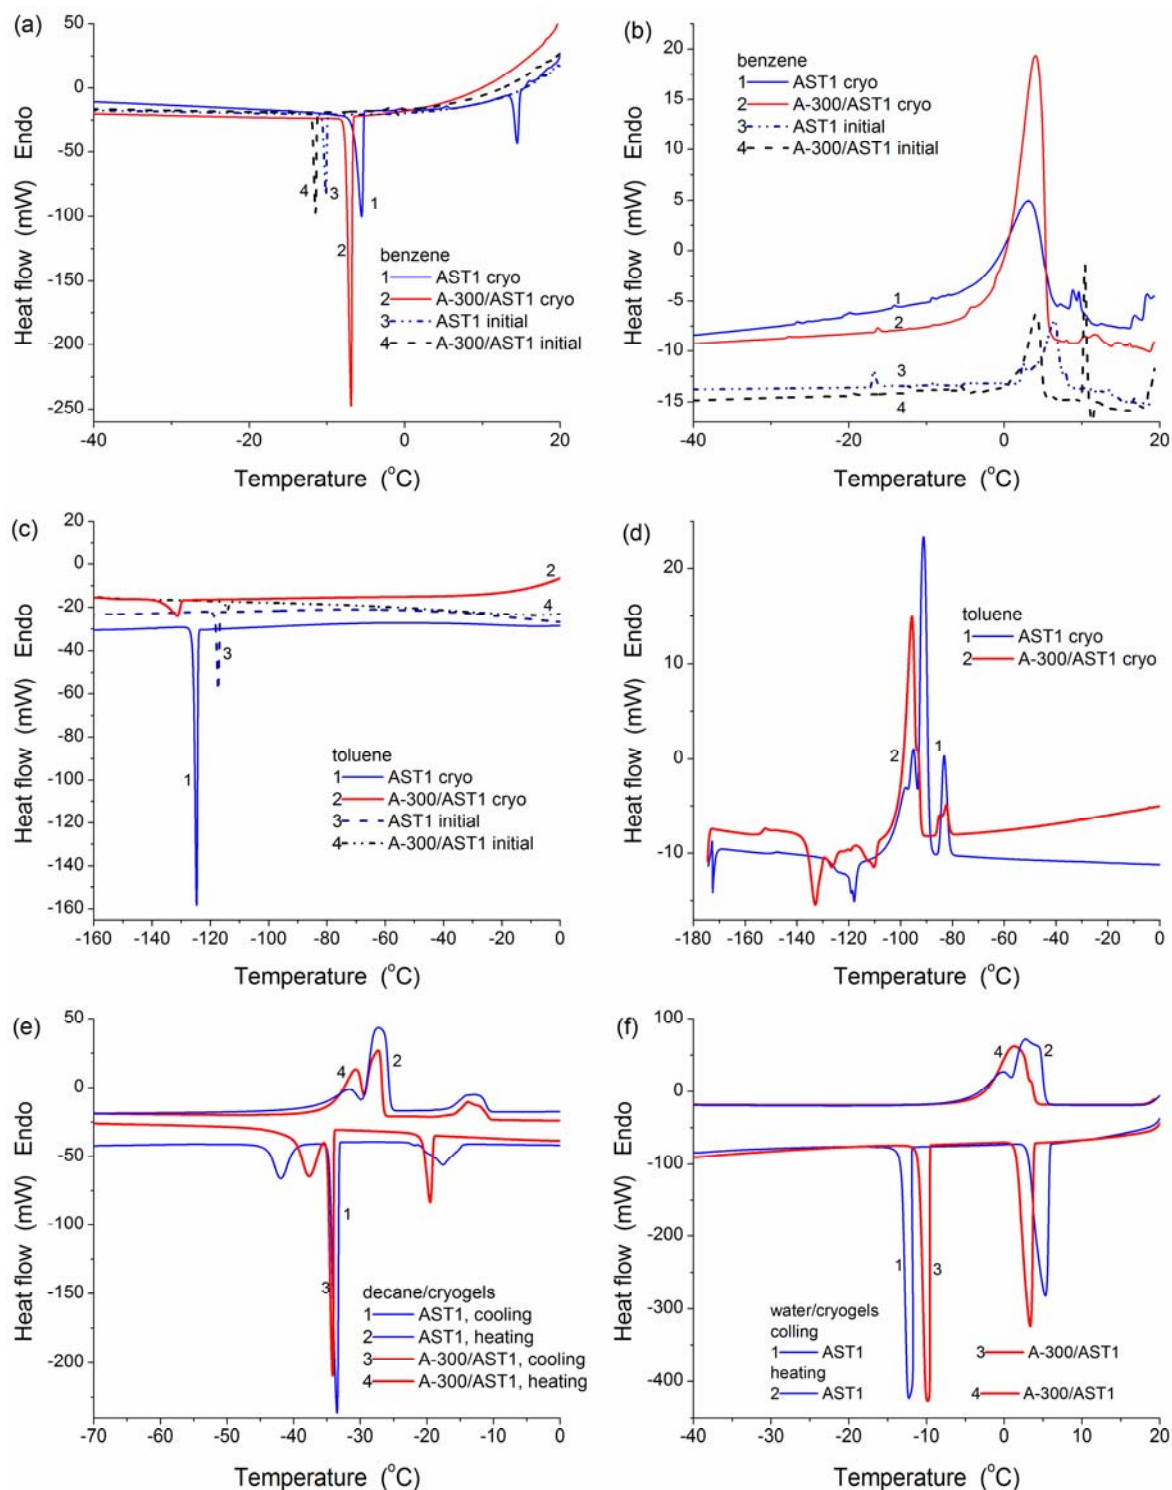 (a)
50
0
-50
-100
-150
-200
-250
Heat flow (mW) Endo
4
3
1
2
benzene
1 AST1 cryo
2 A-300/AST1 cryo
3 AST1 initial
4 A-300/AST1 initial
-40
-20
0
20
Temperature (°C)
(b)
20
15
10
5
0
-5
-10
-15
Heat flow (mW) Endo
benzene
1 AST1 cryo
2 A-300/AST1 cryo
3 AST1 initial
4 A-300/AST1 initial
1
2
3
4
-40
-20
0
20
Temperature (°C)
(c)
20
0
-20
-40
-60
-80
-100
-120
-140
-160
Heat flow (mW) Endo
2
4
3
1
toluene
1 AST1 cryo
2 A-300/AST1 cryo
3 AST1 initial
4 A-300/AST1 initial
-160 -140 -120 -100 -80 -60 -40 -20 0
Temperature (°C)
(d)
20
10
0
-10
Heat flow (mW) Endo
toluene
1 AST1 cryo
2 A-300/AST1 cryo
1
2
-180 -160 -140 -120 -100 -80 -60 -40 -20 0
Temperature (°C)
(e)
50
0
-50
-100
-150
-200
Heat flow (mW) Endo
4
2
1
3
decane/cryogels
1 AST1, cooling
2 AST1, heating
3 A-300/AST1, cooling
4 A-300/AST1, heating
-70 -60 -50 -40 -30 -20 -10 0
Temperature (°C)
(f)
100
0
-100
-200
-300
-400
Heat flow (mW) Endo
4
2
1
3
water/cryogels
colling
1 AST1 3 A-300/AST1
heating
2 AST1 4 A-300/AST1
-40 -30 -20 -10 0 10 20
Temperature (°C)